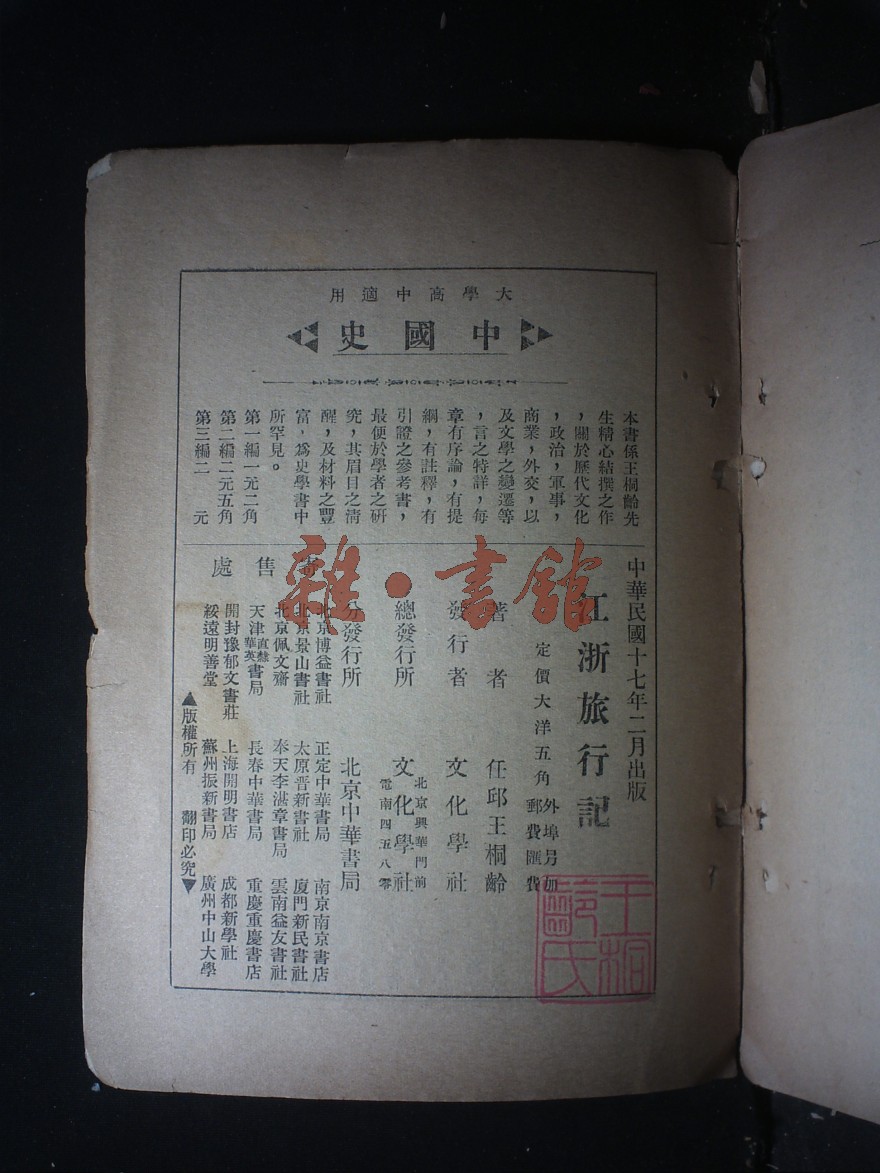 大學高中適用
中國史
本書係王桐齡先
生精心結撰之作
，關於歷代文化
，政治，軍事，
商業，外交，以
及文學之變遷等
，言之特詳，每
章有序論，有提
綱，有註釋，有
引證之參考書，
最便於學者之研
究，其眉目之清
醒，及材料之豐
富，爲史學書中
所罕見。
第一編一元二角
第二編二元五角
第三編二　元
中華民國十七年二月出版
江浙旅行記
定價大洋五角 外埠另加郵費匯費
著者 任邱王桐齡
發行者 文化學社
總發行所 北京興華門前 文化學社 電南四五八零
分發行所 北京中華書局
售處
北京博益書社 正定中華書局 南京南京書店
北京景山書社 太原晋新書社 廈門新民書社
北京佩文齋 奉天李湛章書局 雲南益友書社
天津直隸華英書局 長春中華書局 重慶重慶書店
開封豫郁文書莊 上海開明書店 成都新學社
綏遠明善堂 蘇州振新書局 廣州中山大學
▲版權所有 翻印必究▼
王桐齡氏
雜·書館